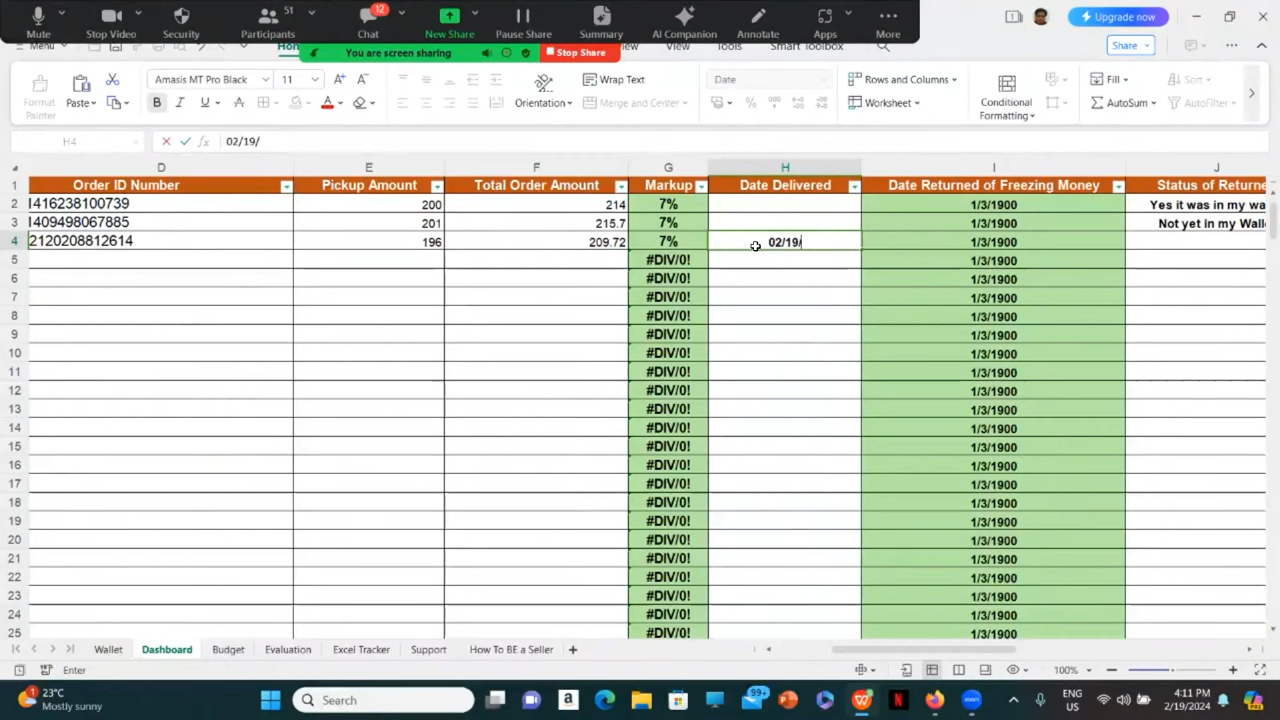 Mute
Stop Video
Security
51
Participants
12
Chat
New Share
Pause Share
Summary
AI Companion
Annotate
Apps
More
1
Upgrade now
You are screen sharing
Stop Share
Menu
View
Tools
Smart Toolbox
Share
Format Painter
Paste
Amasis MT Pro Black
11
Orientation
Wrap Text
Merge and Center
Date
Rows and Columns
Worksheet
Conditional Formatting
Fill
AutoSum
Sort
AutoFilter
H4
fx
02/19/
D E F G H I J
1 Order ID Number Pickup Amount Total Order Amount Markup Date Delivered Date Returned of Freezing Money Status of Returne
2 1416238100739 200 214 7% 1/3/1900 Yes it was in my wa
3 1409498067885 201 215.7 7% 1/3/1900 Not yet in my Walle
4 2120208812614 196 209.72 7% 02/19/ 1/3/1900
5 #DIV/0! 1/3/1900
6 #DIV/0! 1/3/1900
7 #DIV/0! 1/3/1900
8 #DIV/0! 1/3/1900
9 #DIV/0! 1/3/1900
10 #DIV/0! 1/3/1900
11 #DIV/0! 1/3/1900
12 #DIV/0! 1/3/1900
13 #DIV/0! 1/3/1900
14 #DIV/0! 1/3/1900
15 #DIV/0! 1/3/1900
16 #DIV/0! 1/3/1900
17 #DIV/0! 1/3/1900
18 #DIV/0! 1/3/1900
19 #DIV/0! 1/3/1900
20 #DIV/0! 1/3/1900
21 #DIV/0! 1/3/1900
22 #DIV/0! 1/3/1900
23 #DIV/0! 1/3/1900
24 #DIV/0! 1/3/1900
25 #DIV/0! 1/3/1900
Wallet Dashboard Budget Evaluation Excel Tracker Support How To BE a Seller
Enter
100%
1
23°C
Mostly sunny
Search
99+
ENG
US
4:11 PM
2/19/2024